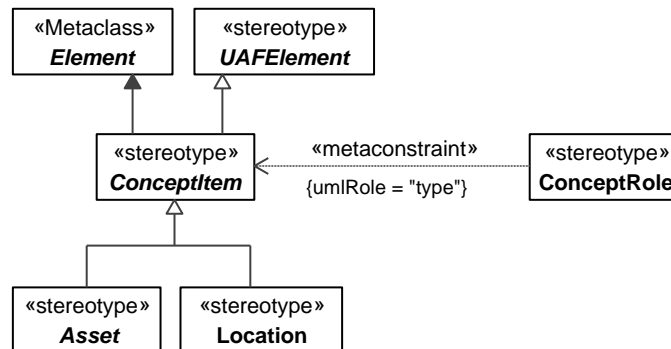 «Metaclass»
Element
«stereotype»
UAFElement
«stereotype»
ConceptItem
«metaconstraint»
{umlRole = "type"}
«stereotype»
ConceptRole
«stereotype»
Asset
«stereotype»
Location